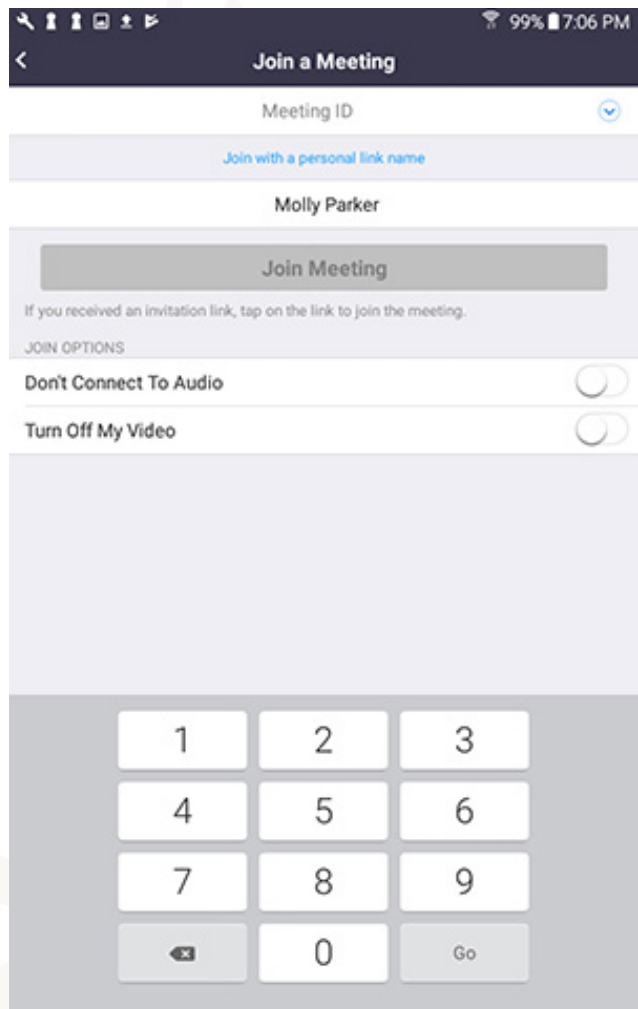 99% 7:06 PM
Join a Meeting
Meeting ID
Join with a personal link name
Molly Parker
Join Meeting
If you received an invitation link, tap on the link to join the meeting.
JOIN OPTIONS
Don't Connect To Audio
Turn Off My Video
1 2 3
4 5 6
7 8 9
0 Go